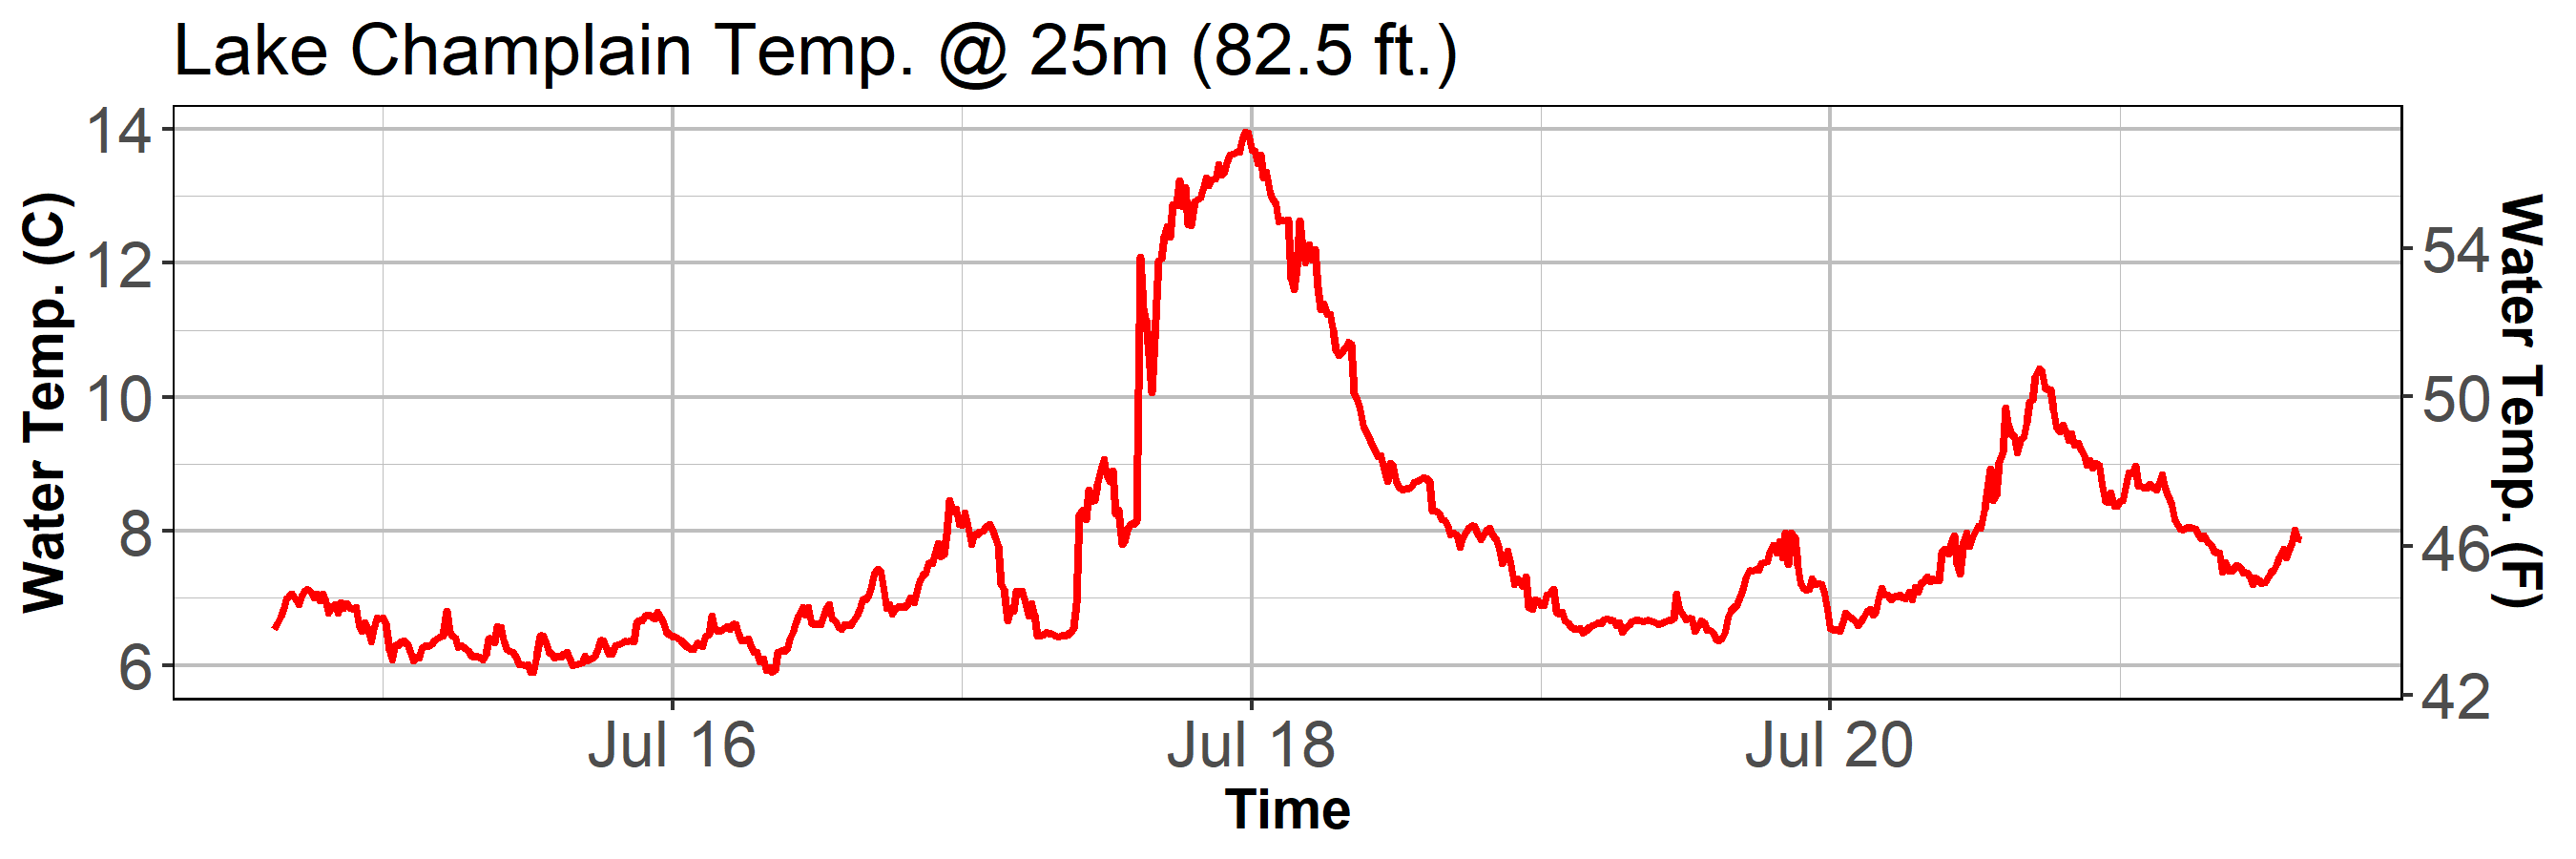 Lake Champlain Temp. @ 25m (82.5 ft.)
Water Temp. (C)
14
12
10
8
6
54
50
46
42
Water Temp. (F)
Jul 16 Jul 18 Jul 20
Time